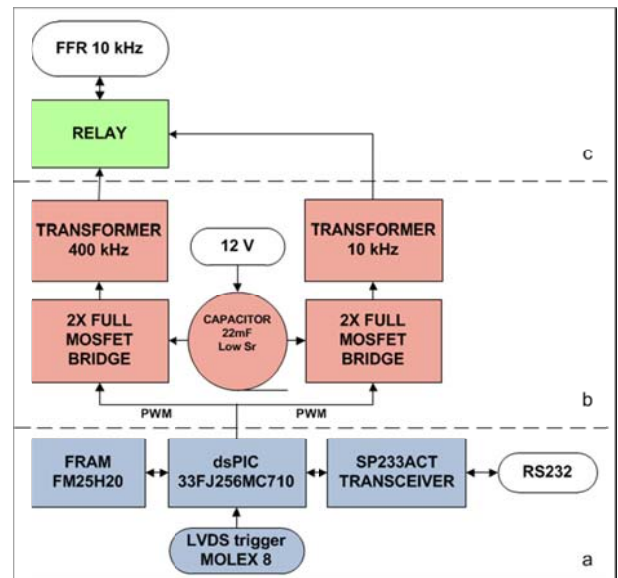 FFR 10 kHz
RELAY
c
TRANSFORMER
400 kHz
12 V
TRANSFORMER
10 kHz
2X FULL
MOSFET
BRIDGE
CAPACITOR
22mF
Low Sr
2X FULL
MOSFET
BRIDGE
b
PWM
PWM
FRAM
FM25H20
dsPIC
33FJ256MC710
SP233ACT
TRANSCEIVER
RS232
LVDS trigger
MOLEX 8
a